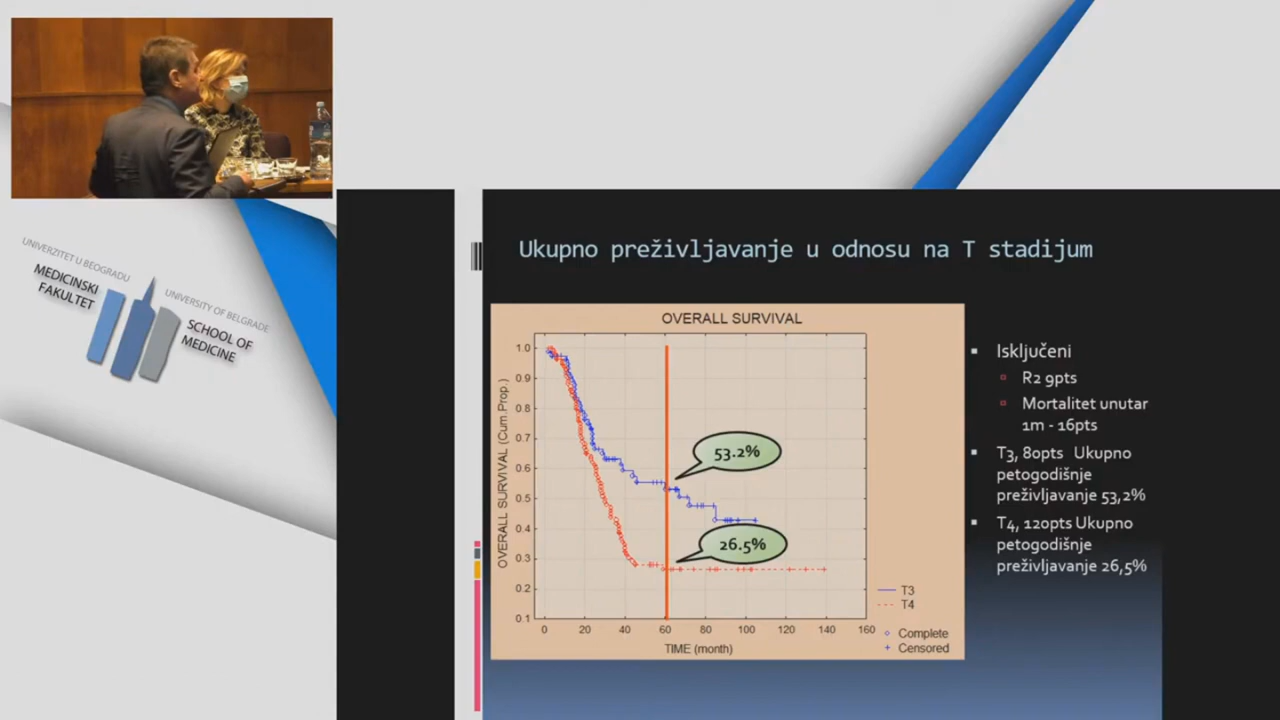 UNIVERZITET U BEOGRADU
MEDICINSKI
FAKULTET
UNIVERSITY OF BELGRADE
SCHOOL OF
MEDICINE
Ukupno preživljavanje u odnosu na T stadijum
OVERALL SURVIVAL
OVERALL SURVIVAL (Cum.Prop.)
1.0
0.9
0.8
0.7
0.6
0.5
0.4
0.3
0.2
0.1
53.2%
26.5%
0 20 40 60 80 100 120 140 160
TIME (month)
T3
T4
Complete
Censored
Isključeni
R2 9pts
Mortalitet unutar
1m - 16pts
T3, 80pts Ukupno
petogodišnje
preživljavanje 53,2%
T4, 120pts Ukupno
petogodišnje
preživljavanje 26,5%